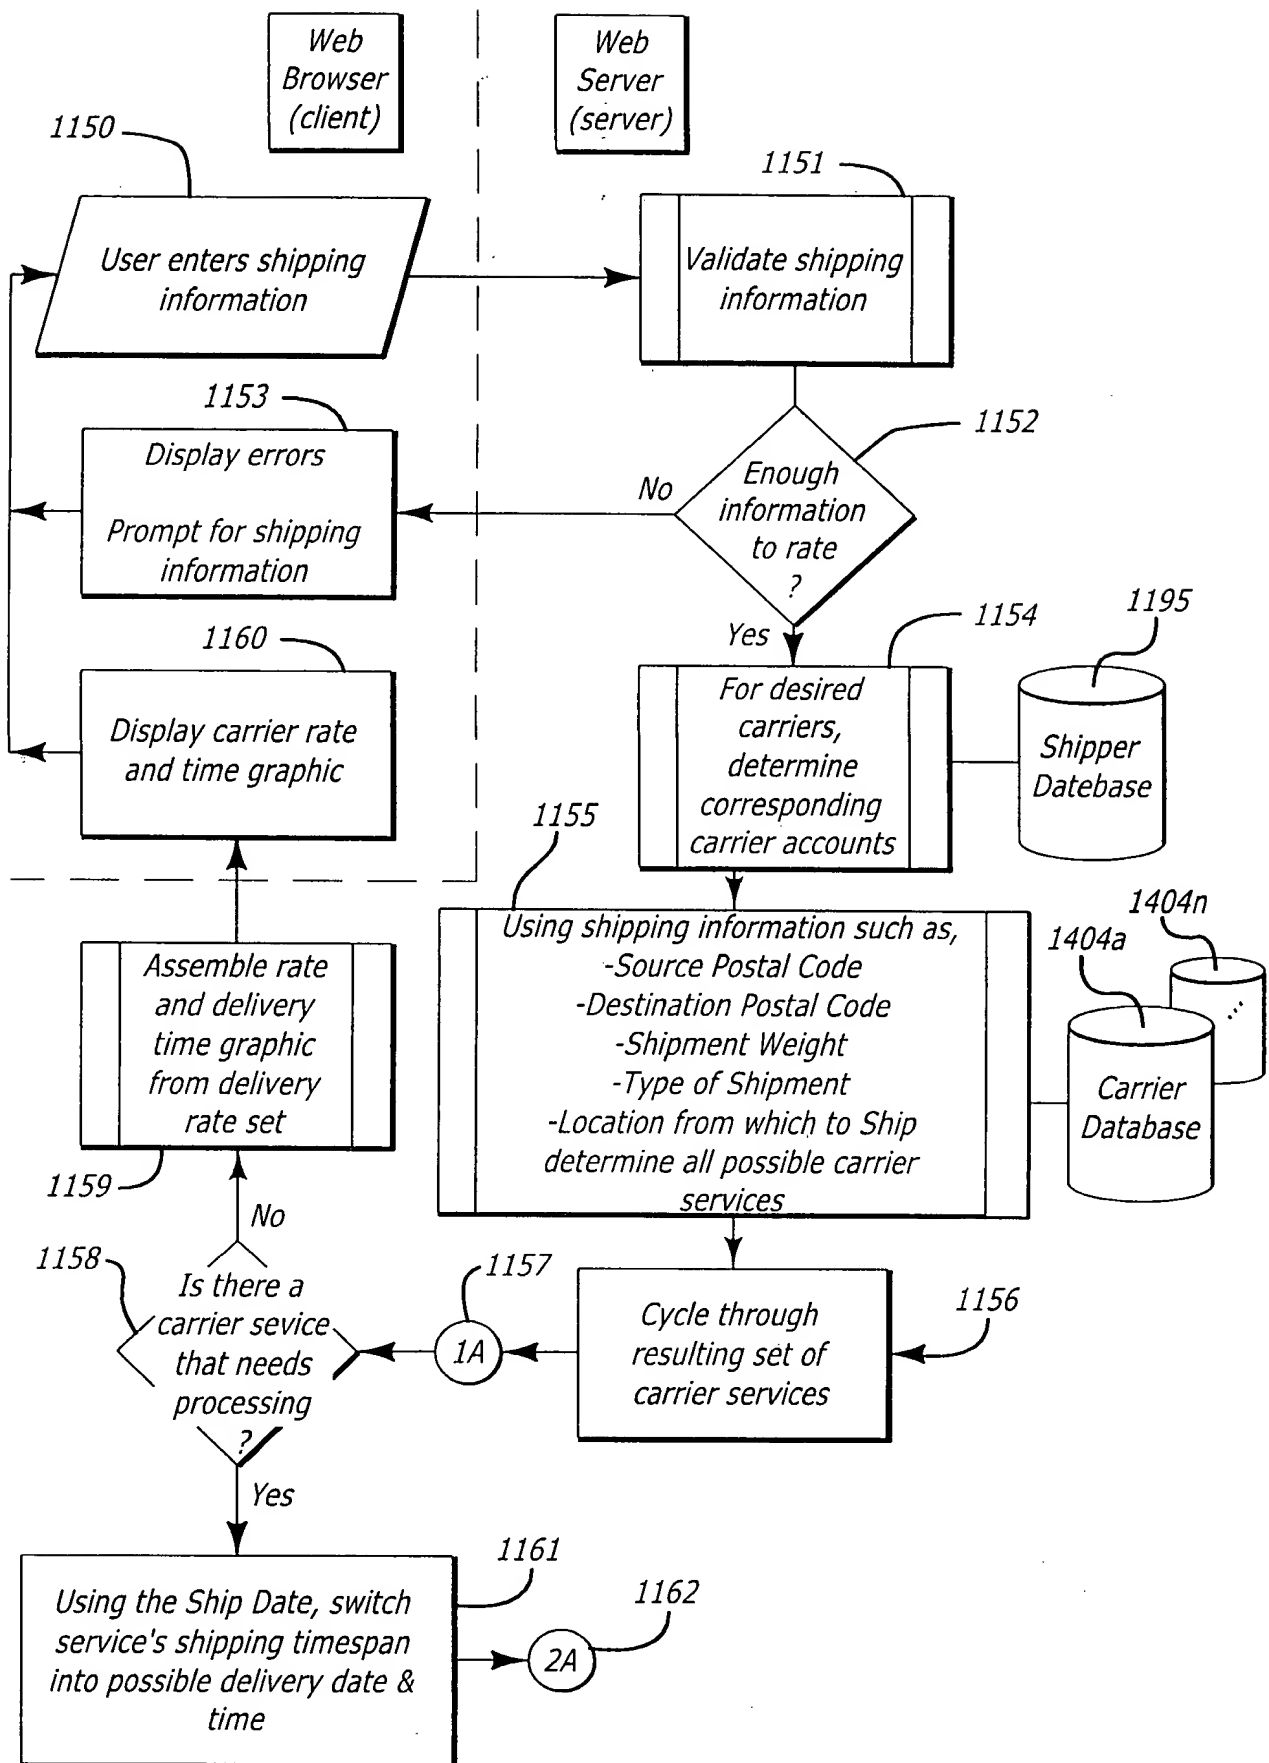 Web
Browser
(client)
Web
Server
(server)
1150
1151
User enters shipping
information
Validate shipping
information
1153
1152
Display errors
Prompt for shipping
information
No
Enough
information
to rate
?
Yes
1160
1154
1195
Display carrier rate
and time graphic
For desired
carriers,
determine
corresponding
carrier accounts
Shipper
Datebase
1155
1404n
1404a
Using shipping information such as,
-Source Postal Code
-Destination Postal Code
-Shipment Weight
-Type of Shipment
-Location from which to Ship
determine all possible carrier
services
Carrier
Database
Assemble rate
and delivery
time graphic
from delivery
rate set
1159
No
1158
Is there a
carrier sevice
that needs
processing
?
1157
1A
Cycle through
resulting set of
carrier services
1156
Yes
1161
Using the Ship Date, switch
service's shipping timespan
into possible delivery date &
time
1162
2A